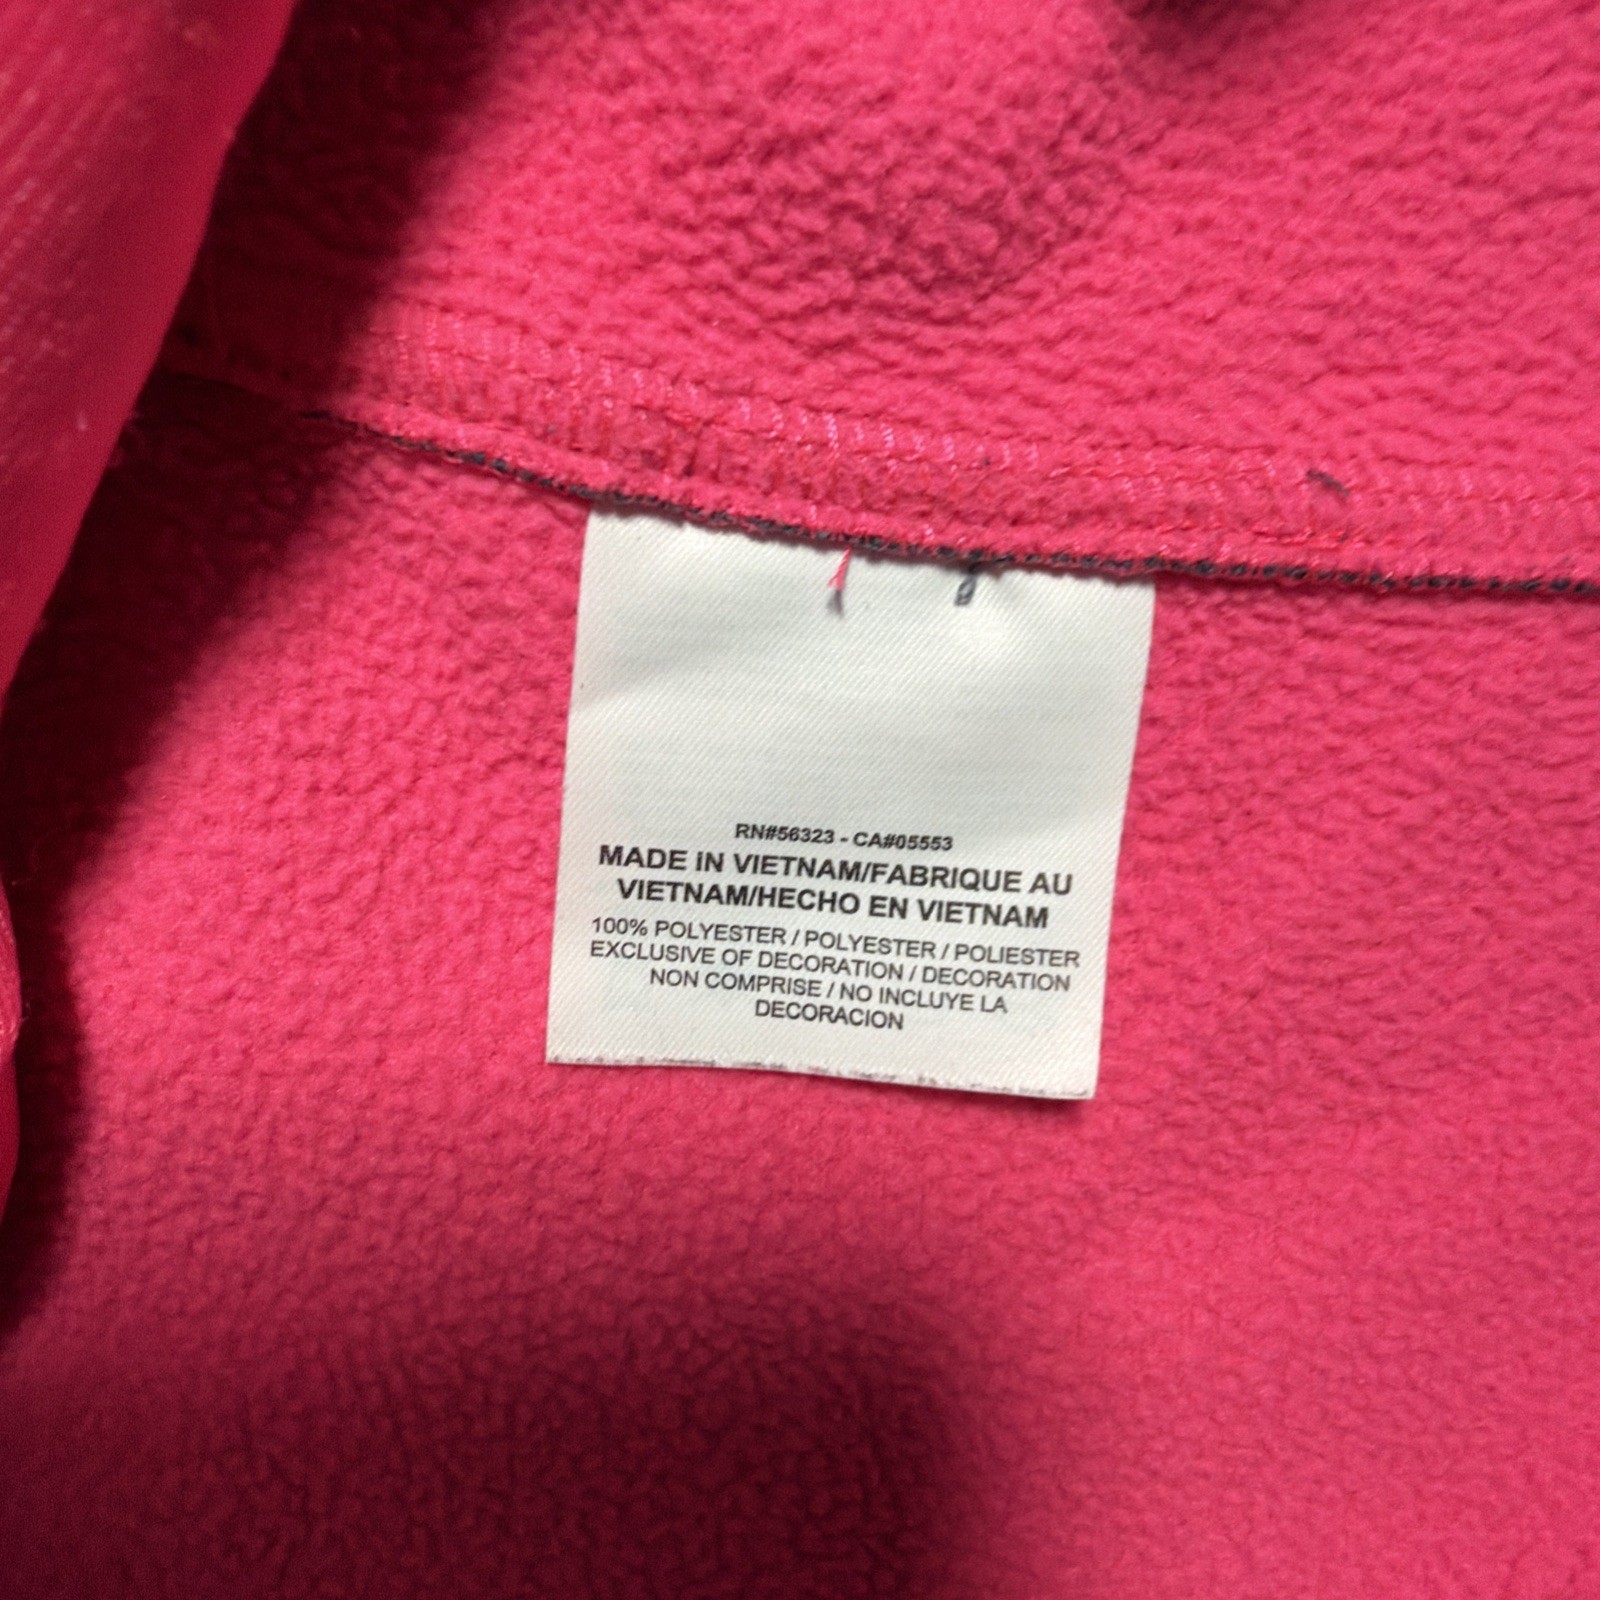 RN#56323 - CA#05553
MADE IN VIETNAM/FABRIQUE AU
VIETNAM/HECHO EN VIETNAM
100% POLYESTER / POLYESTER / POLIESTER
EXCLUSIVE OF DECORATION / DECORATION
NON COMPRISE / NO INCLUYE LA
DECORACION